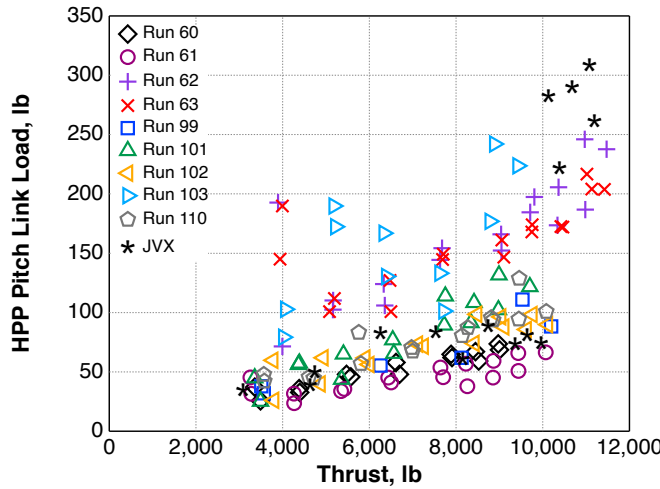 350
300
250
200
150
100
50
0
HPP Pitch Link Load, lb
Run 60
Run 61
Run 62
Run 63
Run 99
Run 101
Run 102
Run 103
Run 110
JVX
0 2,000 4,000 6,000 8,000 10,000 12,000
Thrust, lb